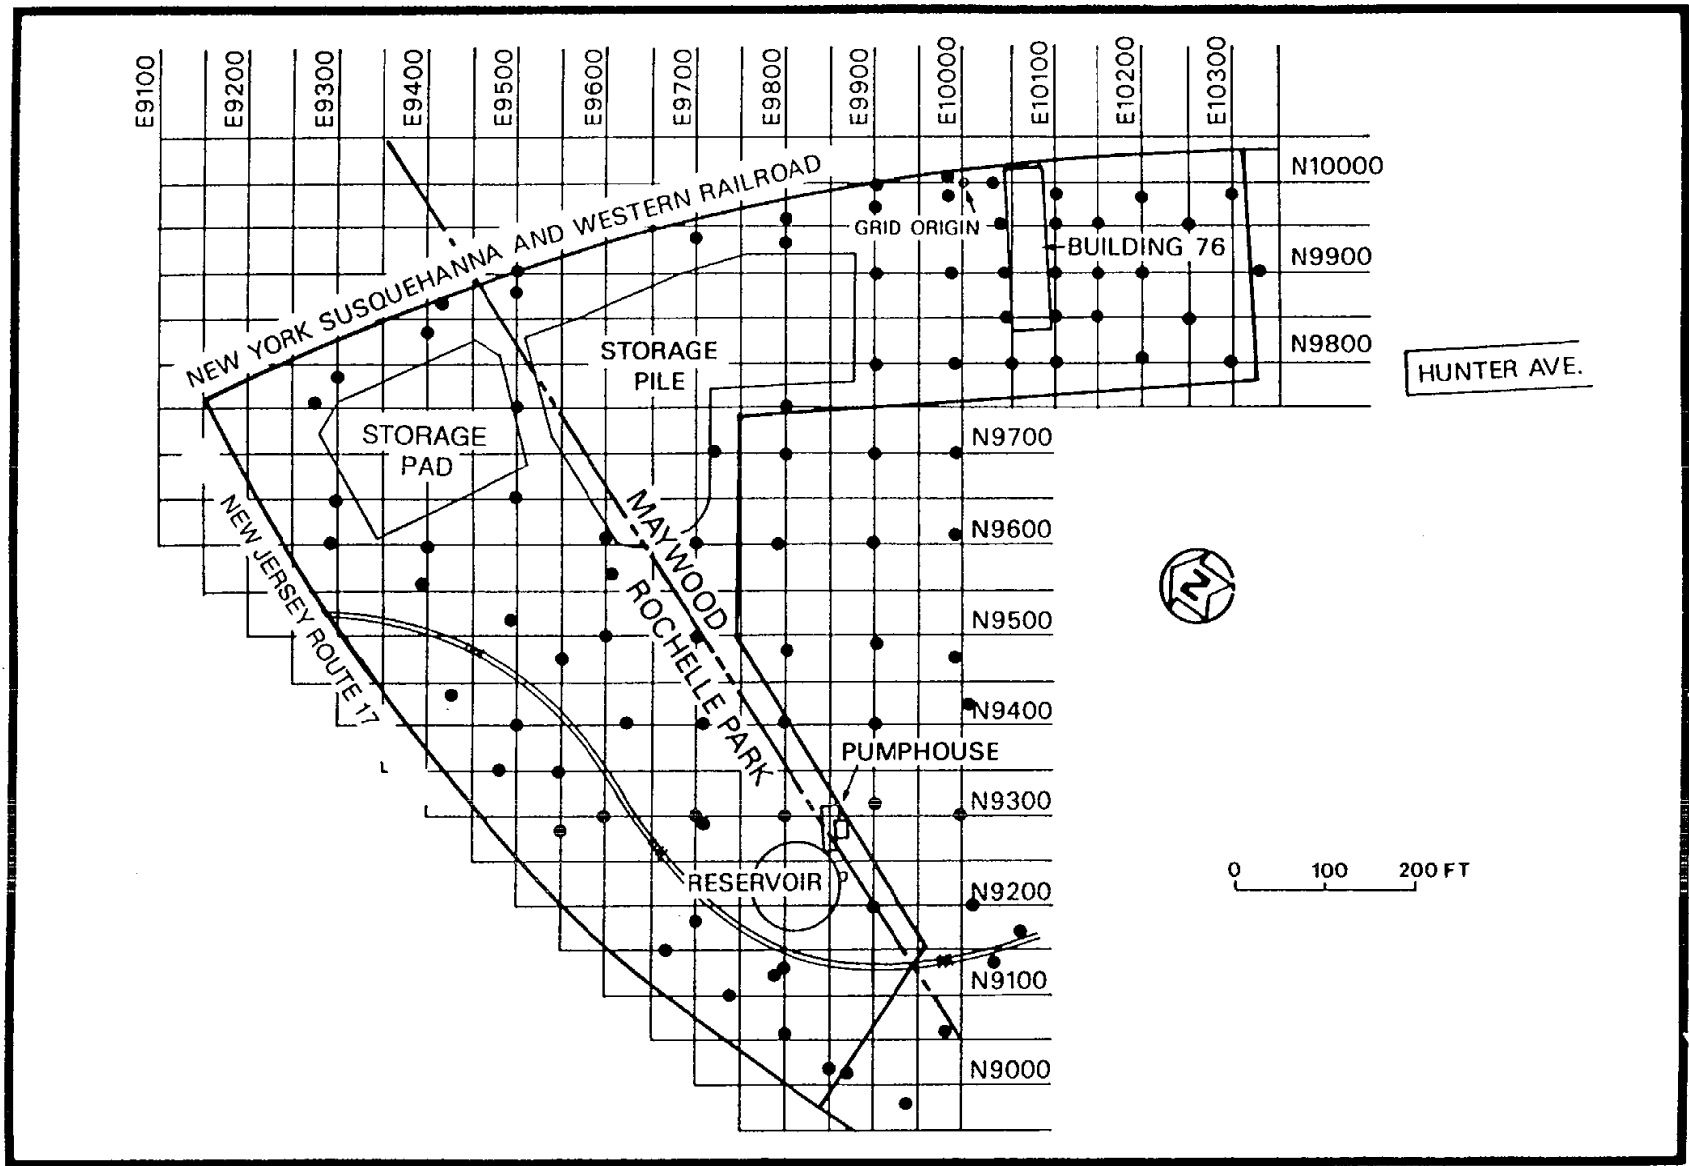 E9100
E9200
E9300
E9400
E9500
E9600
E9700
E9800
E9900
E10000
E10100
E10200
E10300
NEW YORK SUSQUEHANNA AND WESTERN RAILROAD
N10000
GRID ORIGIN
BUILDING 76
N9900
N9800
HUNTER AVE.
STORAGE
PILE
STORAGE
PAD
N9700
NEW JERSEY ROUTE 17
MAYWOOD
ROCHELLE PARK
N9600
N
N9500
N9400
PUMPHOUSE
N9300
RESERVOIR
N9200
0 100 200 FT
N9100
N9000